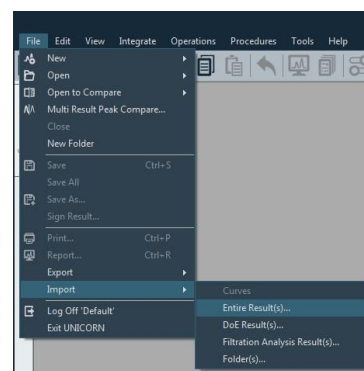 File Edit View Integrate Operations Procedures Tools Help
New
Open
Open to Compare
Multi Result Peak Compare...
Close
New Folder
Save Ctrl+S
Save All
Save As...
Sign Result...
Print... Ctrl+P
Report... Ctrl+R
Export
Import
Curves
Entire Result(s)...
Log Off 'Default'
DoE Result(s)...
Exit UNICORN
Filtration Analysis Result(s)...
Folder(s)...